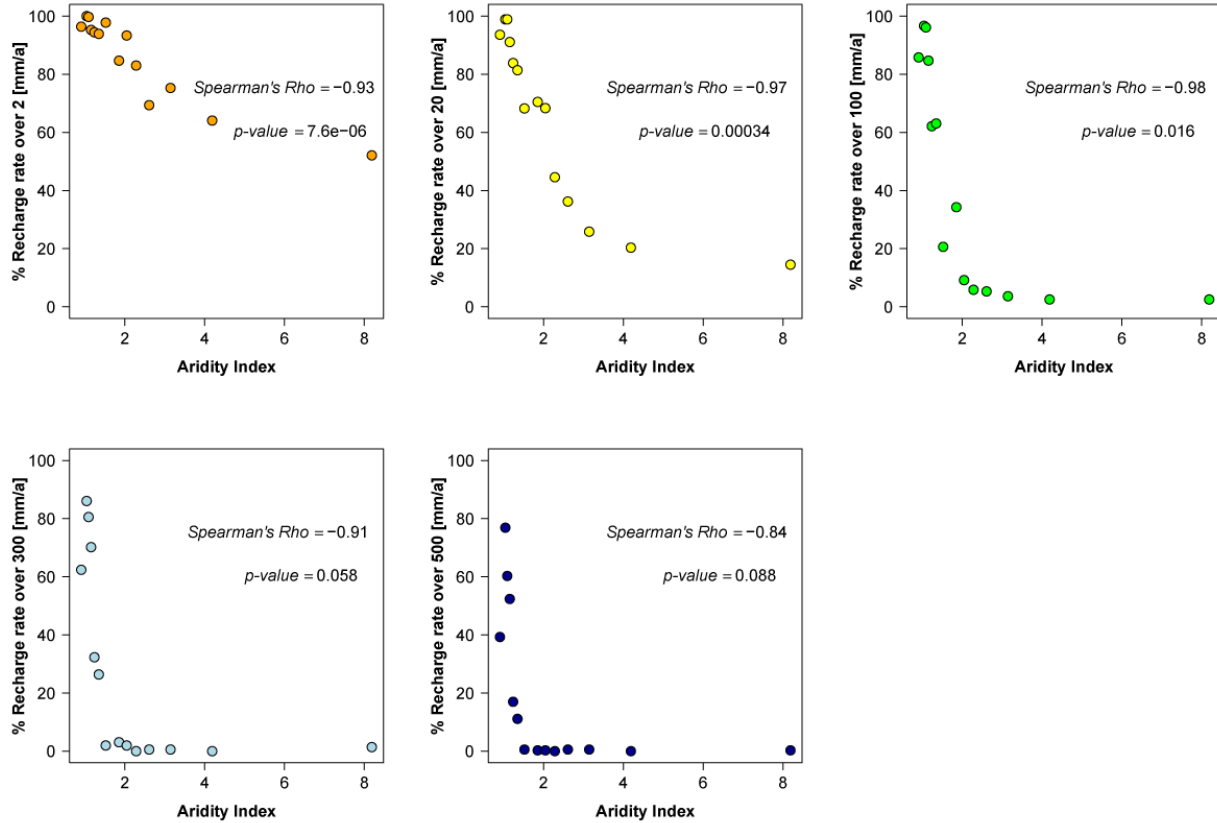 % Recharge rate over 2 [mm/a]
100
80
60
40
20
0
Spearman's Rho = −0.93
p-value = 7.6e−06
2 4 6 8
Aridity Index
% Recharge rate over 20 [mm/a]
100
80
60
40
20
0
Spearman's Rho = −0.97
p-value = 0.00034
2 4 6 8
Aridity Index
% Recharge rate over 100 [mm/a]
100
80
60
40
20
0
Spearman's Rho = −0.98
p-value = 0.016
2 4 6 8
Aridity Index
% Recharge rate over 300 [mm/a]
100
80
60
40
20
0
Spearman's Rho = −0.91
p-value = 0.058
2 4 6 8
Aridity Index
% Recharge rate over 500 [mm/a]
100
80
60
40
20
0
Spearman's Rho = −0.84
p-value = 0.088
2 4 6 8
Aridity Index